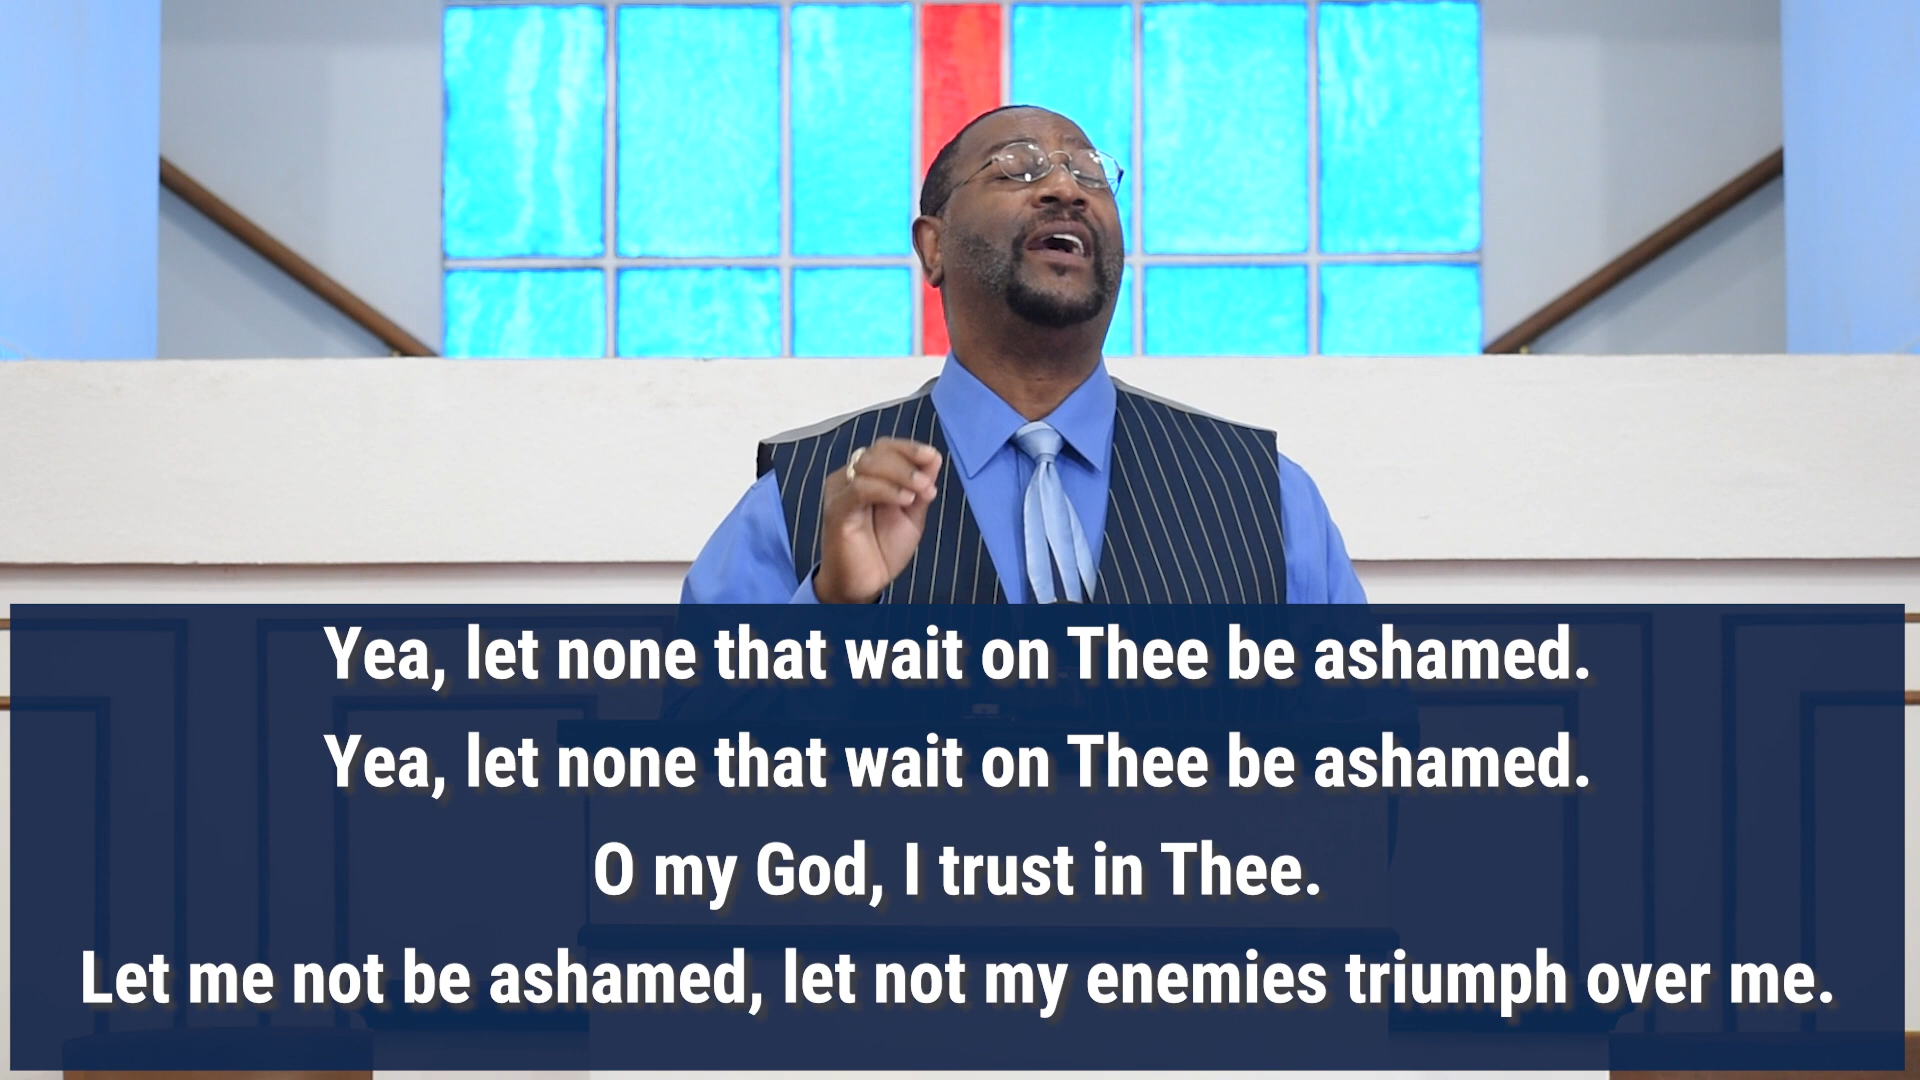 Yea, let none that wait on Thee be ashamed.
Yea, let none that wait on Thee be ashamed.
O my God, I trust in Thee.
Let me not be ashamed, let not my enemies triumph over me.